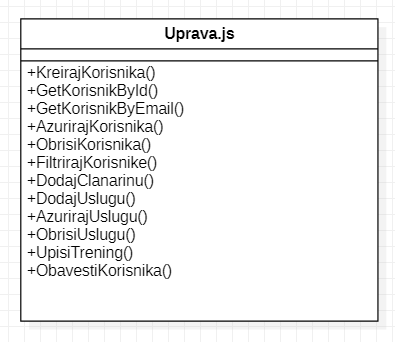 Uprava.js
+KreirajKorisnika()
+GetKorisnikById()
+GetKorisnikByEmail()
+AzurirajKorisnika()
+ObrisiKorisnika()
+FiltrirajKorisnike()
+DodajClanarinu()
+DodajUslugu()
+AzurirajUslugu()
+ObrisiUslugu()
+UpisiTrening()
+ObavestiKorisnika()